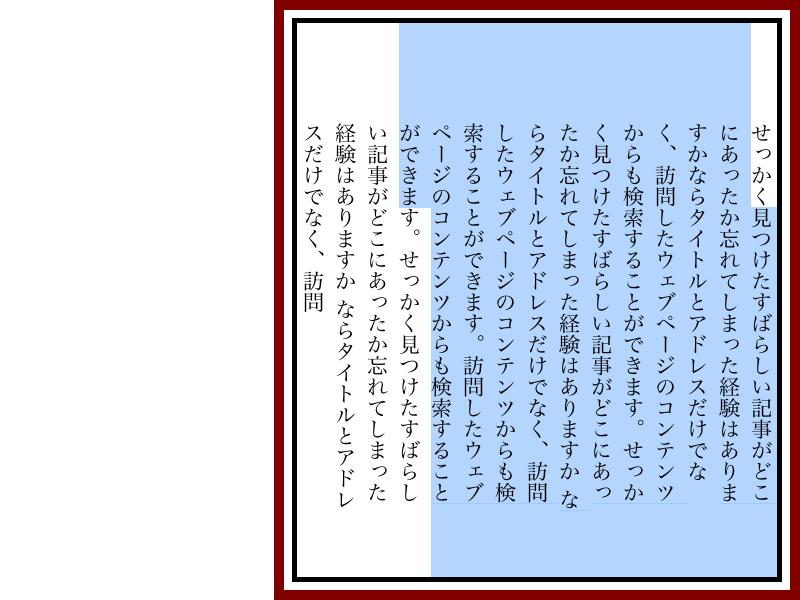 せっかく見つけたすばらしい記事がどこ
にあったか忘れてしまった経験はありま
すかならタイトルとアドレスだけでな
く、訪問したウェブページのコンテンツ
からも検索することができます。せっか
く見つけたすばらしい記事がどこにあっ
たか忘れてしまった経験はありますか な
らタイトルとアドレスだけでなく、訪問
したウェブページのコンテンツからも検
索することができます。訪問したウェブ
ページのコンテンツからも検索すること
ができます。せっかく見つけたすばらし
い記事がどこにあったか忘れてしまった
経験はありますか ならタイトルとアドレ
スだけでなく、訪問